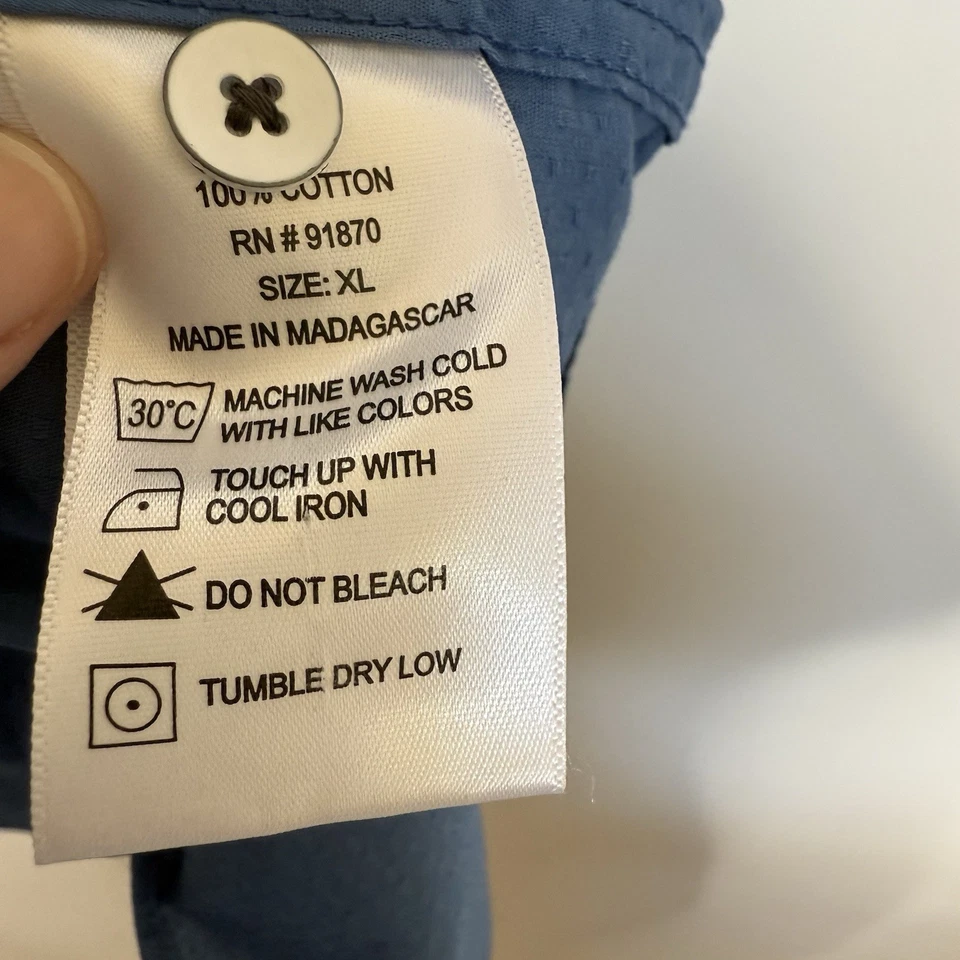 100% COTTON
RN # 91870
SIZE: XL
MADE IN MADAGASCAR
30°C MACHINE WASH COLD
WITH LIKE COLORS
TOUCH UP WITH
COOL IRON
DO NOT BLEACH
TUMBLE DRY LOW